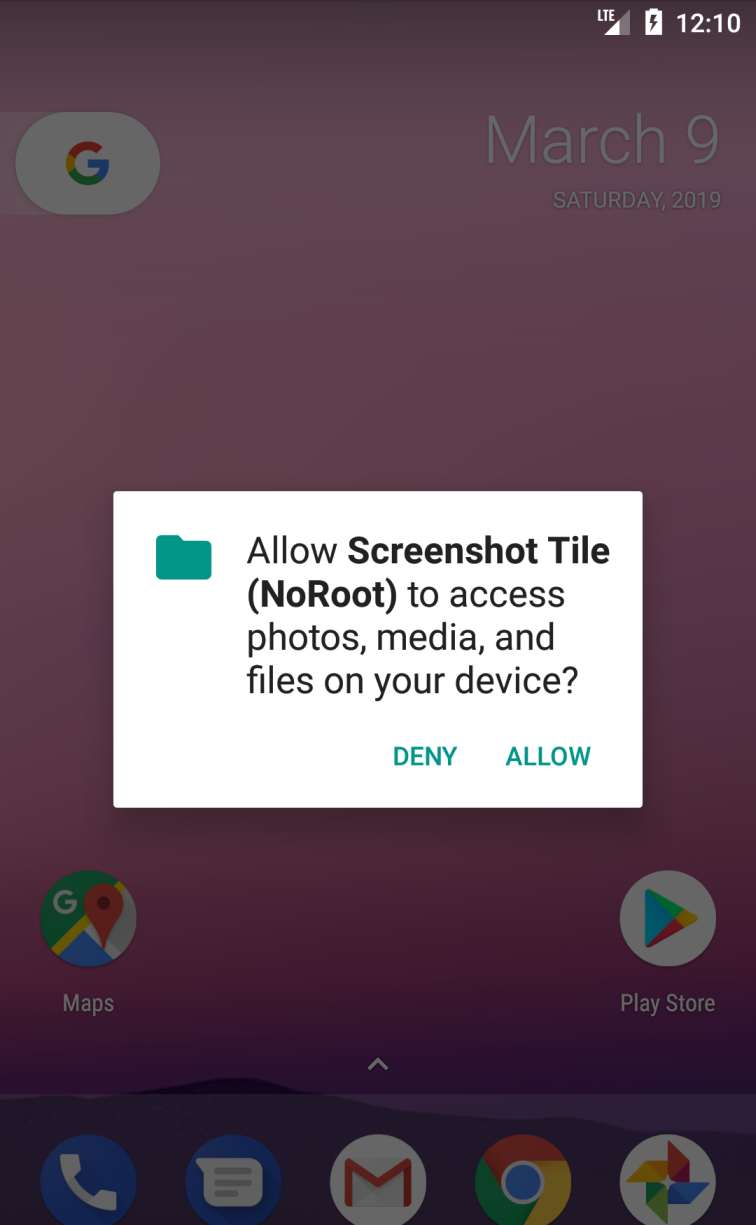 LTE 12:10
March 9
SATURDAY, 2019
Allow Screenshot Tile
(NoRoot) to access
photos, media, and
files on your device?
DENY ALLOW
Maps Play Store